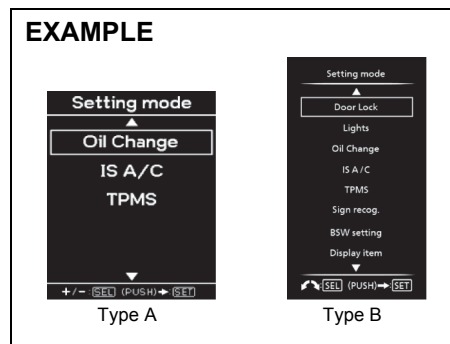 EXAMPLE
Setting mode
Oil Change
IS A/C
TPMS
+/-:SEL (PUSH)➔:SET
Type A
Setting mode
Door Lock
Lights
Oil Change
IS A/C
TPMS
Sign recog.
BSW setting
Display item
:SEL (PUSH)➔:SET
Type B